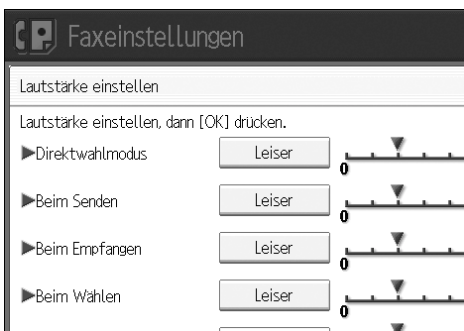 Faxeinstellungen
Lautstärke einstellen
Lautstärke einstellen, dann [OK] drücken.
▶Direktwahlmodus Leiser 0
▶Beim Senden Leiser 0
▶Beim Empfangen Leiser 0
▶Beim Wählen Leiser 0